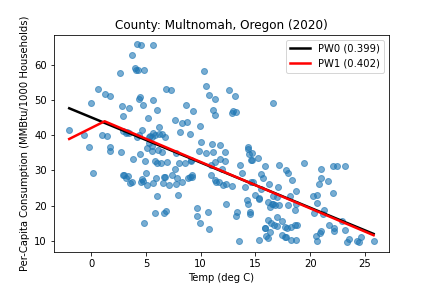 County: Multnomah, Oregon (2020)
PW0 (0.399)
PW1 (0.402)
Per-Capita Consumption (MMBtu/1000 Households)
60
50
40
30
20
10
0 5 10 15 20 25
Temp (deg C)